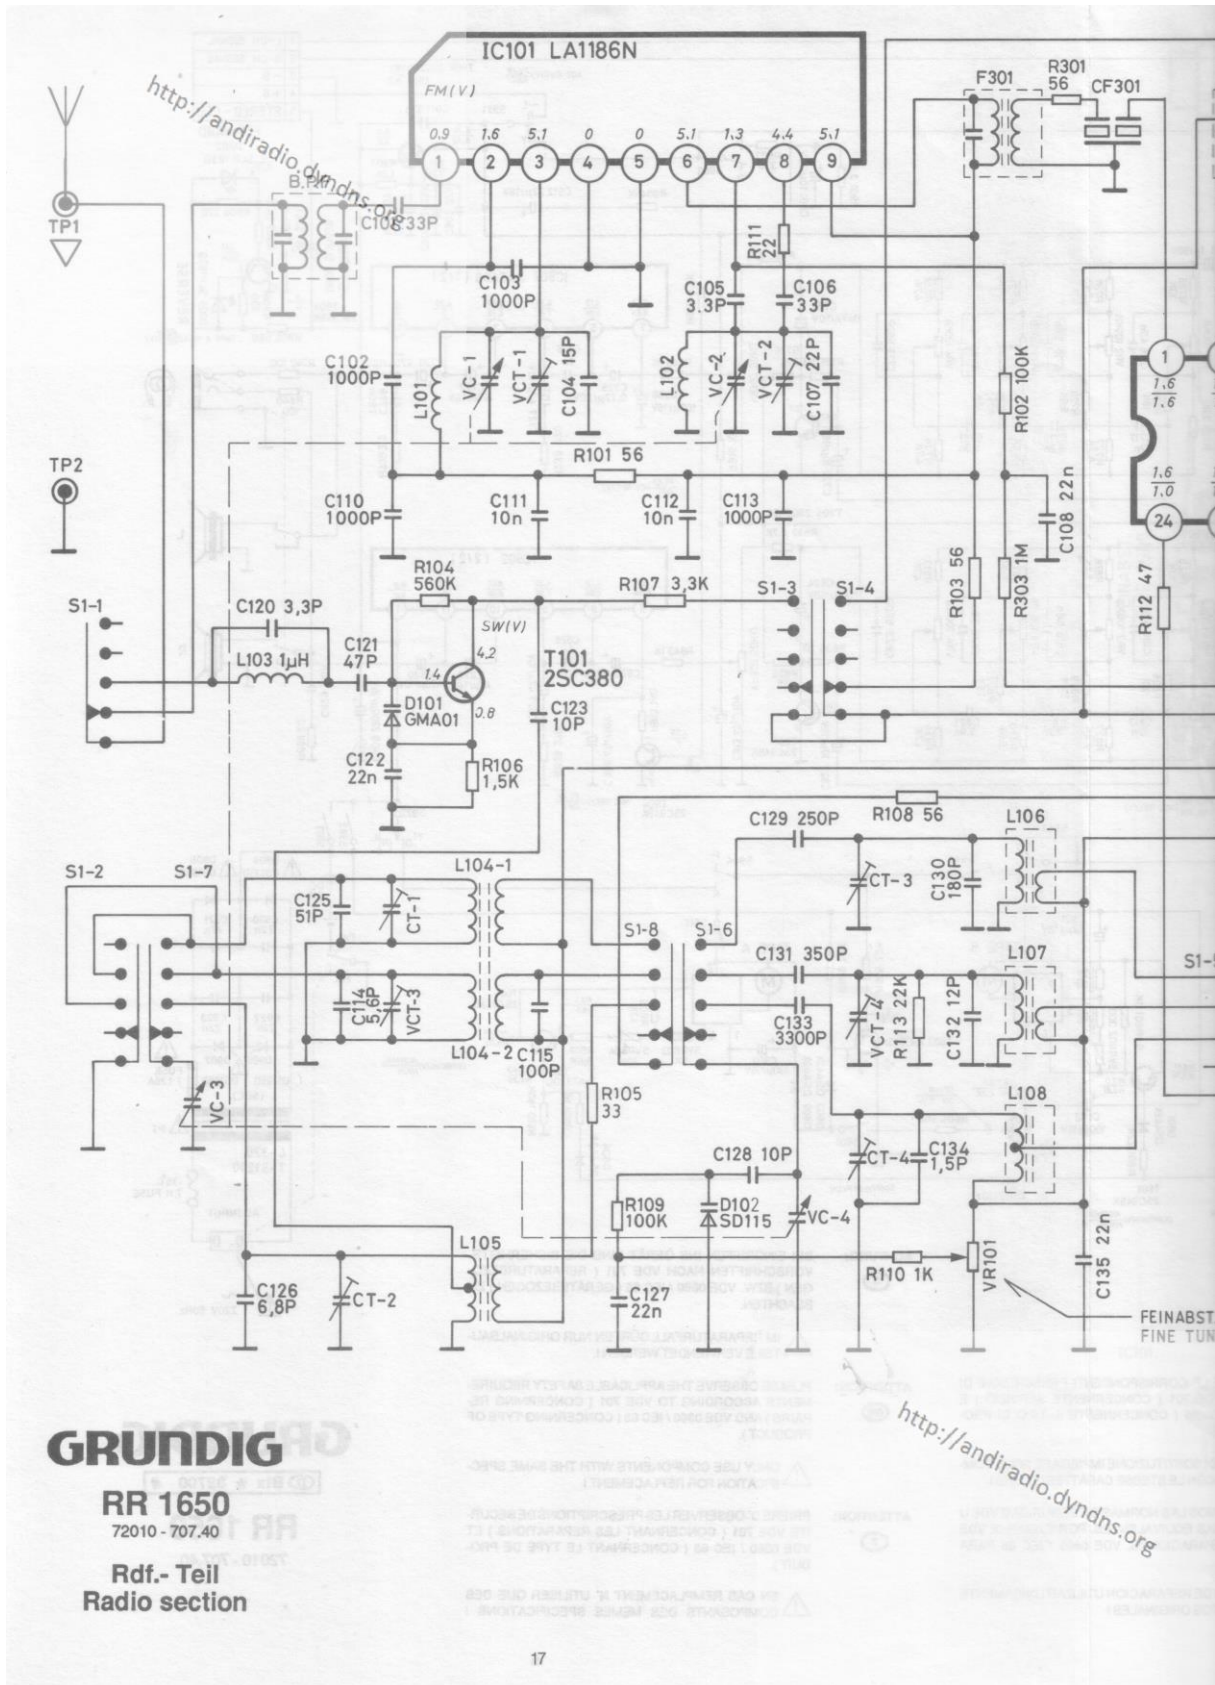 IC101 LA1186N
FM(V)
0.9 1.6 5.1 0 0 5.1 1.3 4.4 5.1
1 2 3 4 5 6 7 8 9
F301
R301
56
CF301
http://andiradio.dyndns.org
TP1
33P
R111
22
C103
1000P
C105
3.3P
C106
33P
C102
1000P
L101
VC-1
VCT-1
C104 15P
L102
VC-2
VCT-2
C107 22P
R102 100K
1
1.6
1.6
1.6
1.0
24
TP2
R101 56
C110
1000P
C111
10n
C112
10n
C113
1000P
C108 22n
R104
560K
R107 3,3K
S1-3
S1-4
R103 56
R303 1M
R112 47
S1-1
C120 3,3P
L103 1µH
C121
47P
SW(V)
4.2
1.4
0.8
T101
2SC380
D101
GMA01
C123
10P
C122
22n
R106
1,5K
R108 56
C129 250P
L106
CT-3
C130
180P
S1-2
S1-7
L104-1
C125
51P
CT-1
S1-8
S1-6
C131 350P
L107
C114
5,6P
VCT-3
L104-2
C115
100P
C133
3300P
VCT-4
R113 22K
C132 12P
VC-3
R105
33
L108
CT-4
C134
1,5P
C128 10P
R109
100K
D102
SD115
VC-4
L105
C126
6,8P
CT-2
C127
22n
R110 1K
VR101
C135 22n
FEINABST
FINE TUN
http://andiradio.dyndns.org
GRUNDIG
RR 1650
72010 - 707.40
Rdf.- Teil
Radio section
17